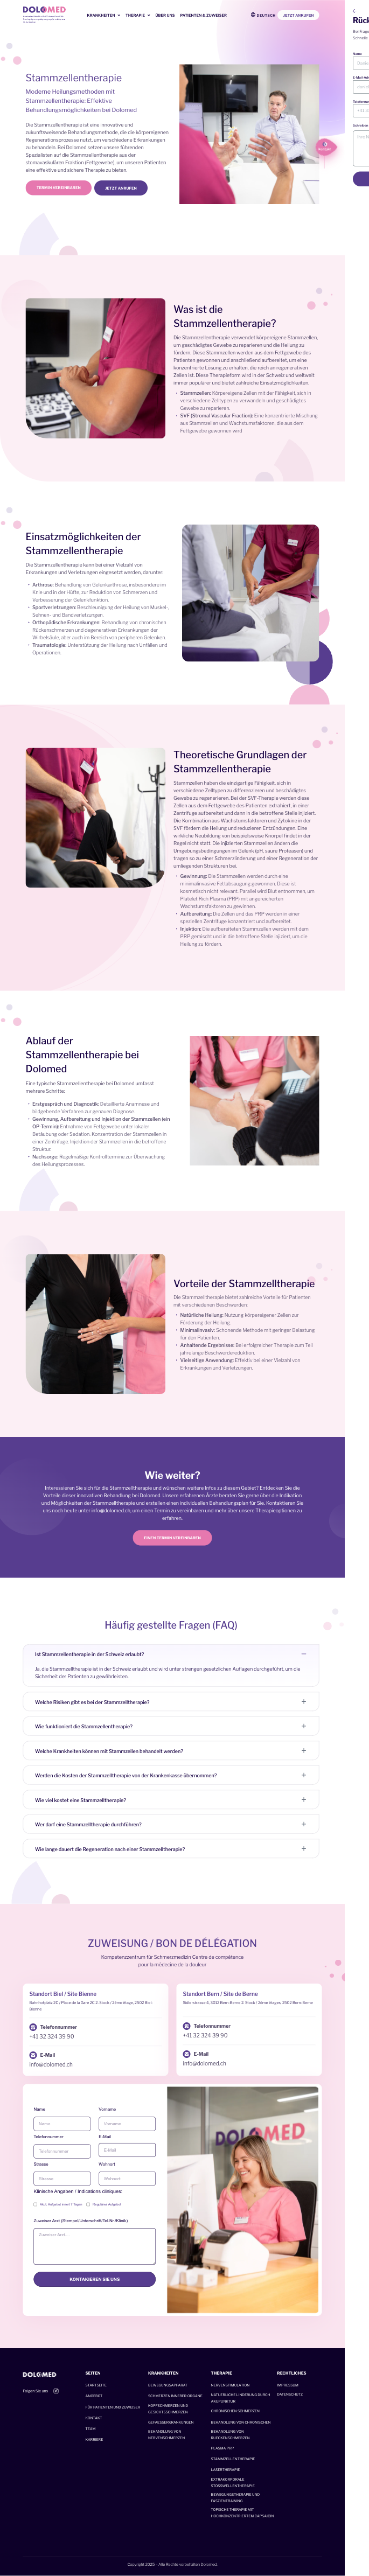 DOLOMED
KRANKHEITEN
THERAPIE
ÜBER UNS
PATIENTEN & ZUWEISER
DEUTSCH
JETZT ANRUFEN
Stammzellentherapie
Moderne Heilungsmethoden mit
Stammzellentherapie: Effektive
Behandlungsmöglichkeiten bei Dolomed
Die Stammzelltherapie ist eine innovative und
zukunftsweisende Behandlungsmethode, die die körpereigenen
Regenerationsprozesse nutzt, um verschiedene Erkrankungen
zu behandeln. Bei Dolomed setzen unsere führenden
Spezialisten auf die Stammzelltherapie aus der
stomavaskulären Fraktion (Fettgewebe), um unseren Patienten
eine effektive und sichere Therapie zu bieten.
TERMIN VEREINBAREN
JETZT ANRUFEN
Was ist die
Stammzellentherapie?
Die Stammzelltherapie verwendet körpereigene Stammzellen,
um geschädigtes Gewebe zu reparieren und die Heilung zu
fördern. Diese Stammzellen werden aus dem Fettgewebe des
Patienten gewonnen und anschließend aufbereitet, um eine
konzentrierte Lösung zu erhalten, die reich an regenerativen
Zellen ist. Diese Therapieform wird in der Schweiz und weltweit
immer populärer und bietet zahlreiche Einsatzmöglichkeiten.
Stammzellen: Körpereigene Zellen mit der Fähigkeit, sich in
verschiedene Zelltypen zu verwandeln und geschädigtes
Gewebe zu reparieren.
SVF (Stromal Vascular Fraction): Eine konzentrierte Mischung
aus Stammzellen und Wachstumsfaktoren, die aus dem
Fettgewebe gewonnen wird
Einsatzmöglichkeiten der
Stammzellentherapie
Die Stammzellentherapie kann bei einer Vielzahl von
Erkrankungen und Verletzungen eingesetzt werden, darunter:
Arthrose: Behandlung von Gelenkarthrose, insbesondere im
Knie und in der Hüfte, zur Reduktion von Schmerzen und
Verbesserung der Gelenkfunktion.
Sportverletzungen: Beschleunigung der Heilung von Muskel-,
Sehnen- und Bandverletzungen.
Orthopädische Erkrankungen: Behandlung von chronischen
Rückenschmerzen und degenerativen Erkrankungen der
Wirbelsäule, aber auch im Bereich von peripheren Gelenken.
Traumatologie: Unterstützung der Heilung nach Unfällen und
Operationen.
Theoretische Grundlagen der
Stammzellentherapie
Stammzellen haben die einzigartige Fähigkeit, sich in
verschiedene Zelltypen zu differenzieren und beschädigtes
Gewebe zu regenerieren. Bei der SVF-Therapie werden diese
Zellen aus dem Fettgewebe des Patienten extrahiert, in einer
Zentrifuge aufbereitet und dann in die betroffene Stelle injiziert.
Die Kombination aus Wachstumsfaktoren und Zytokine in der
SVF fördern die Heilung und reduzieren Entzündungen. Eine
wirkliche Neubildung von beispielsweise Knorpel findet in der
Regel nicht statt. Die injizierten Stammzellen ändern die
Umgebungsbedingungen im Gelenk (pH, saure Proteasen) und
tragen so zu einer Schmerzlinderung und einer Regeneration der
umliegenden Strukturen bei.
Gewinnung: Die Stammzellen werden durch eine
minimalinvasive Fettabsaugung gewonnen. Diese ist
kosmetisch nicht relevant. Parallel wird Blut entnommen, um
Platelet Rich Plasma (PRP) mit angereicherten
Wachstumsfaktoren zu gewinnen.
Aufbereitung: Die Zellen und das PRP werden in einer
speziellen Zentrifuge konzentriert und aufbereitet.
Injektion: Die aufbereiteten Stammzellen werden mit dem
PRP gemischt und in die betroffene Stelle injiziert, um die
Heilung zu fördern.
Ablauf der
Stammzellentherapie bei
Dolomed
Eine typische Stammzellentherapie bei Dolomed umfasst
mehrere Schritte:
Erstgespräch und Diagnostik: Detaillierte Anamnese und
bildgebende Verfahren zur genauen Diagnose.
Gewinnung, Aufbereitung und Injektion der Stammzellen (ein
OP-Termin): Entnahme von Fettgewebe unter lokaler
Betäubung oder Sedation. Konzentration der Stammzellen in
einer Zentrifuge. Injektion der Stammzellen in die betroffene
Struktur.
Nachsorge: Regelmäßige Kontrolltermine zur Überwachung
des Heilungsprozesses.
Vorteile der Stammzelltherapie
Die Stammzelltherapie bietet zahlreiche Vorteile für Patienten
mit verschiedenen Beschwerden:
Natürliche Heilung: Nutzung körpereigener Zellen zur
Förderung der Heilung.
Minimalinvasiv: Schonende Methode mit geringer Belastung
für den Patienten.
Anhaltende Ergebnisse: Bei erfolgreicher Therapie zum Teil
jahrelange Beschwerdereduktion.
Vielseitige Anwendung: Effektiv bei einer Vielzahl von
Erkrankungen und Verletzungen.
Wie weiter?
Interessieren Sie sich für die Stammzelltherapie und wünschen weitere Infos zu diesem Gebiet? Entdecken Sie die
Vorteile dieser innovativen Behandlung bei Dolomed. Unsere erfahrenen Ärzte beraten Sie gerne über die Indikation
und Möglichkeiten der Stammzelltherapie und erstellen einen individuellen Behandlungsplan für Sie. Kontaktieren Sie
uns noch heute unter info@dolomed.ch, um einen Termin zu vereinbaren und mehr über unsere Therapieoptionen zu
erfahren.
EINEN TERMIN VEREINBAREN
Häufig gestellte Fragen (FAQ)
Ist Stammzellentherapie in der Schweiz erlaubt?
Ja, die Stammzelltherapie ist in der Schweiz erlaubt und wird unter strengen gesetzlichen Auflagen durchgeführt, um die
Sicherheit der Patienten zu gewährleisten.
Welche Risiken gibt es bei der Stammzelltherapie?
Wie funktioniert die Stammzellentherapie?
Welche Krankheiten können mit Stammzellen behandelt werden?
Werden die Kosten der Stammzelltherapie von der Krankenkasse übernommen?
Wie viel kostet eine Stammzelltherapie?
Wer darf eine Stammzelltherapie durchführen?
Wie lange dauert die Regeneration nach einer Stammzelltherapie?
ZUWEISUNG / BON DE DÉLÉGATION
Kompetenzzentrum für Schmerzmedizin Centre de compétence
pour la médecine de la douleur
Standort Biel / Site Bienne
Telefonnummer
+41 32 324 39 90
E-Mail
info@dolomed.ch
Standort Bern / Site de Berne
Telefonnummer
+41 32 324 39 90
E-Mail
info@dolomed.ch
Name
Vorname
Name
Vorname
Telefonnummer
E-Mail
Telefonnummer
E-Mail
Strasse
Wohnort
Strasse
Wohnort
Klinische Angaben / Indications cliniques:
Zuweiser Arzt (Stempel/Unterschrift/Tel.Nr./Klinik)
Zuweiser Arzt ...
KONTAKIEREN SIE UNS
DOLOMED
DOLOMED
Folgen Sie uns
SEITEN
STARTSEITE
ANGEBOT
FÜR PATIENTEN UND ZUWEISER
KONTAKT
TEAM
KARRIERE
KRANKHEITEN
BEWEGUNGSAPPARAT
SCHMERZEN INNERER ORGANE
KOPFSCHMERZEN UND
GESICHTSSCHMERZEN
GEFAESSERKRANKUNGEN
BEHANDLUNG VON
NERVENSCHMERZEN
THERAPIE
NERVENSTIMULATION
NATUERLICHE LINDERUNG DURCH
AKUPUNKTUR
CHRONISCHEN SCHMERZEN
BEHANDLUNG VON CHRONISCHEN
BEHANDLUNG VON
RUECKENSCHMERZEN
PLASMA PRP
STAMMZELLENTHERAPIE
LASERTHERAPIE
EXTRAKORPORALE
STOSSWELLENTHERAPIE
BEWEGUNGSTHERAPIE UND
FASZIENTRAINING
TOPISCHE THERAPIE MIT
HOCHKONZENTRIERTEM CAPSAICIN
RECHTLICHES
IMPRESSUM
DATENSCHUTZ
Copyright 2025 – Alle Rechte vorbehalten Dolomed